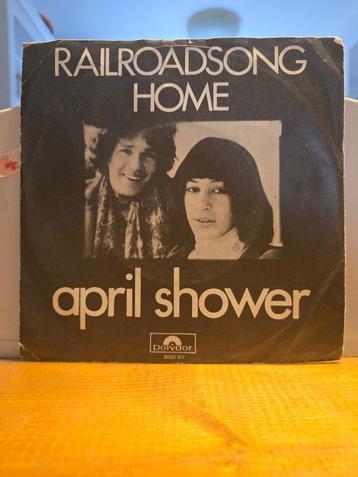 RAILROADSONG
HOME
april shower
Polydor
2050 107